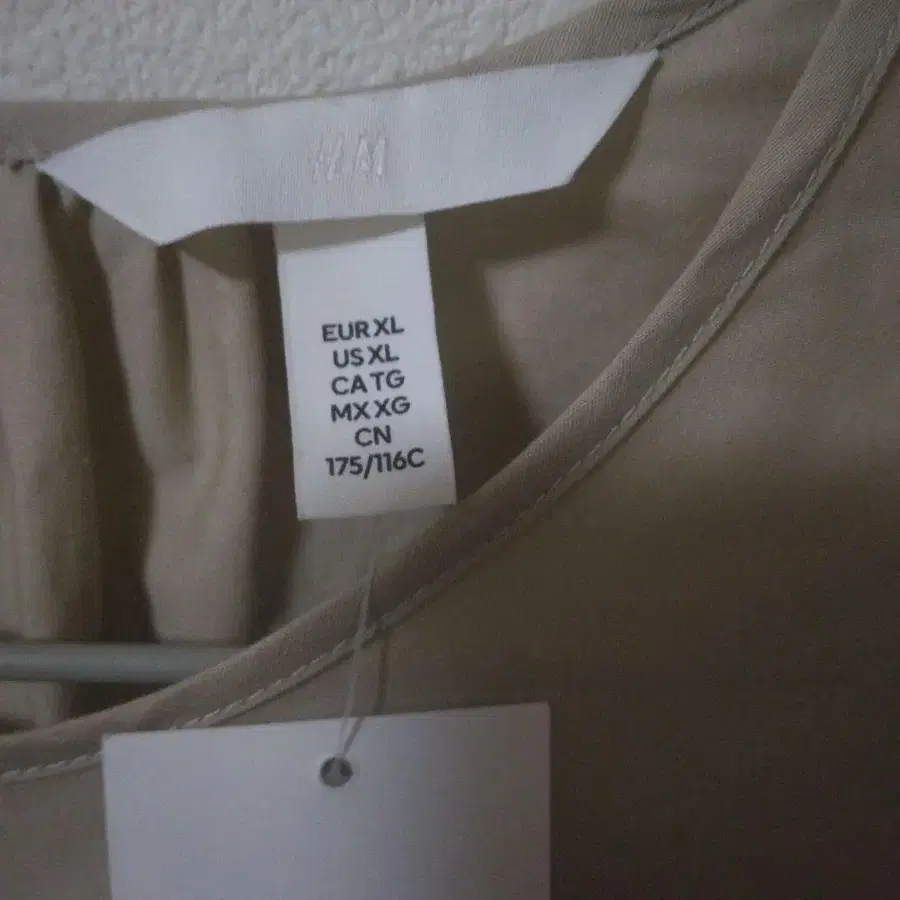 H&M
EUR XL
US XL
CA TG
MX XG
CN
175/116C